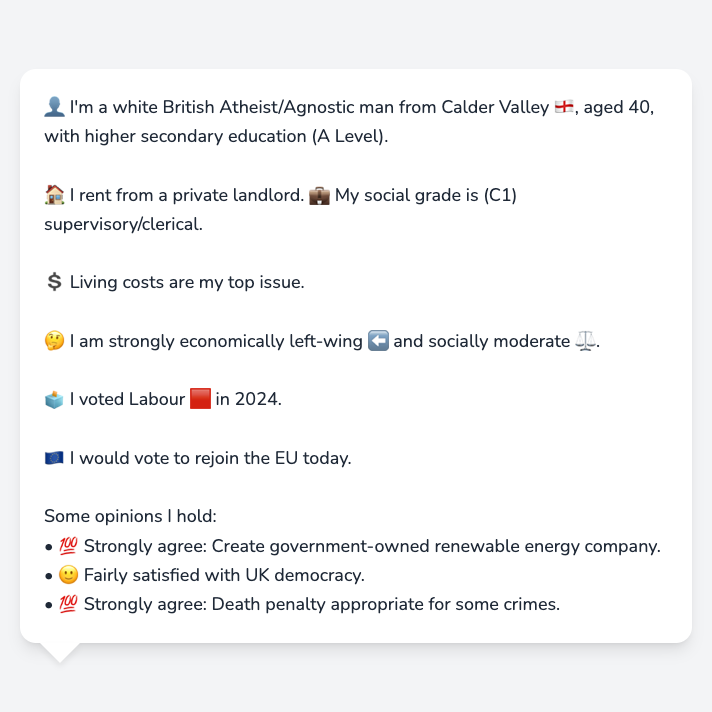 👤 I'm a white British Atheist/Agnostic man from Calder Valley 🏴󠁧󠁢󠁥󠁮󠁧󠁿, aged 40,
with higher secondary education (A Level).
🏠 I rent from a private landlord. 💼 My social grade is (C1)
supervisory/clerical.
💲 Living costs are my top issue.
🤔 I am strongly economically left-wing ⬅️ and socially moderate ⚖️.
🗳️ I voted Labour 🟥 in 2024.
🇪🇺 I would vote to rejoin the EU today.
Some opinions I hold:
• 💯 Strongly agree: Create government-owned renewable energy company.
• 🙂 Fairly satisfied with UK democracy.
• 💯 Strongly agree: Death penalty appropriate for some crimes.